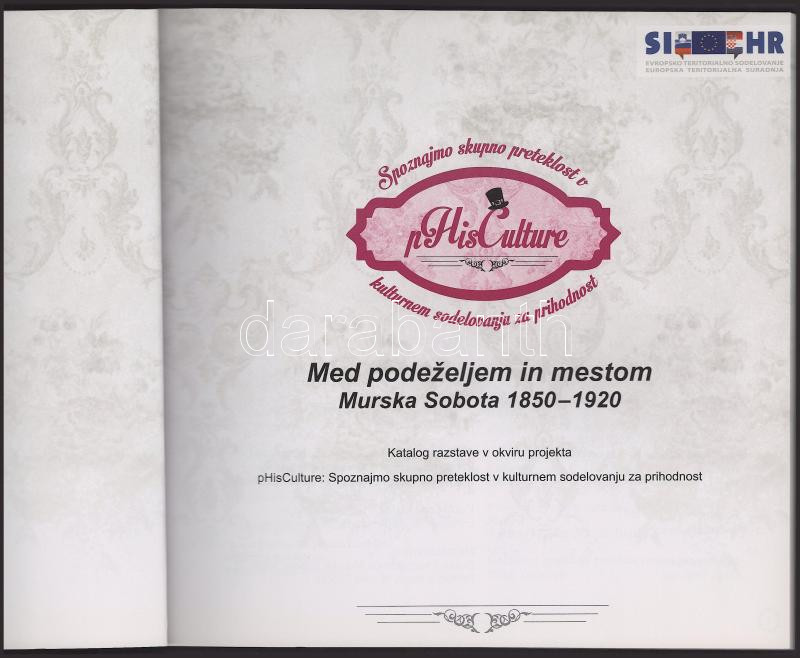 SI HR
EVROPSKO TERITORIALNO SODELOVANJE
EUROPSKA TERITORIJALNA SURADNJA
Spoznajmo skupno preteklost v
pHisCulture
kulturnem sodelovanju za prihodnost
darabanth
Med podeželjem in mestom
Murska Sobota 1850–1920
Katalog razstave v okviru projekta
pHisCulture: Spoznajmo skupno preteklost v kulturnem sodelovanju za prihodnost